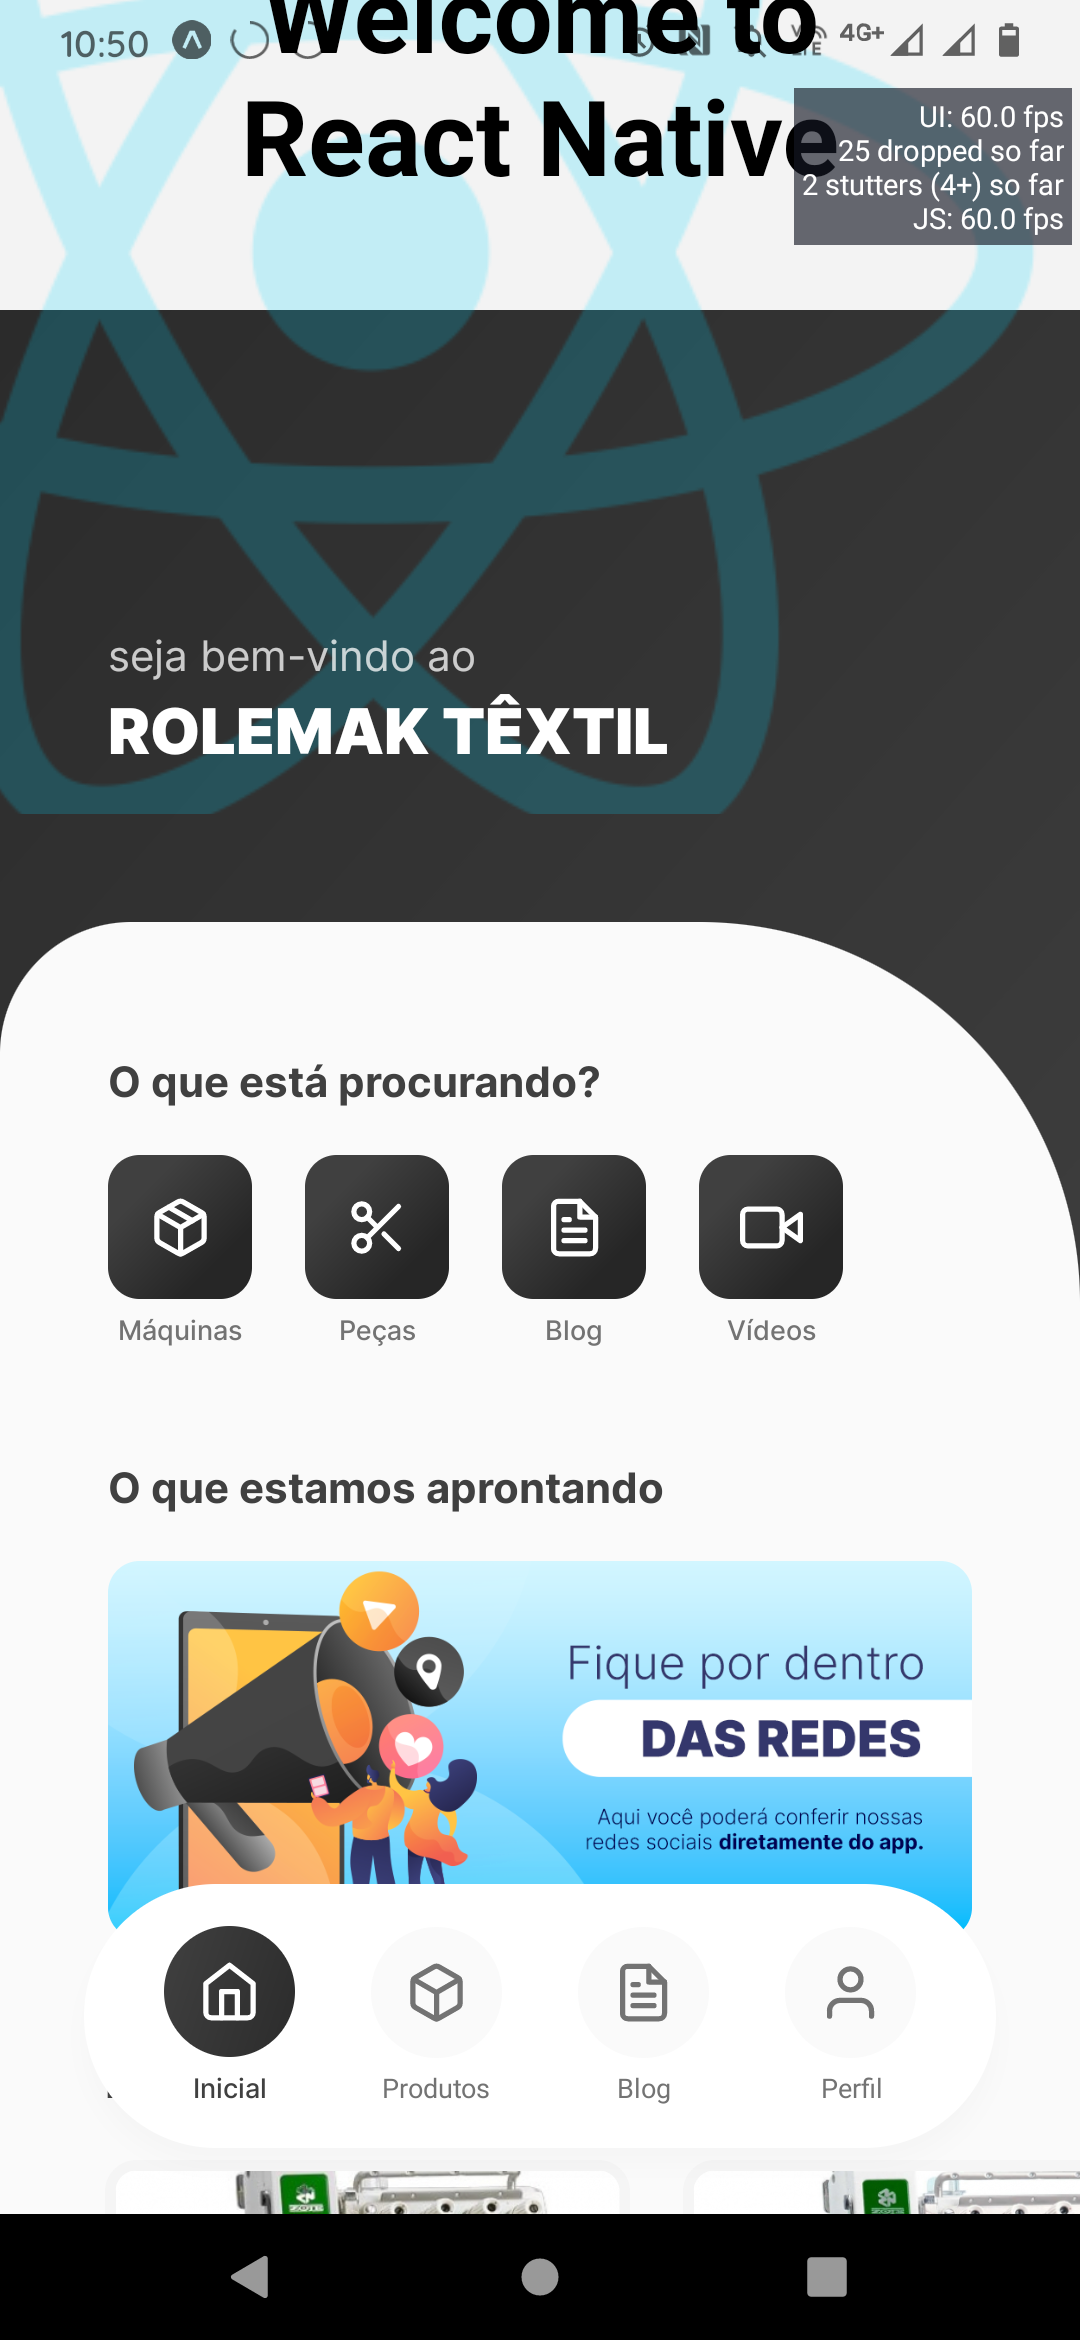 Welcome to
10:50
4G+
LTE
React Native
UI: 60.0 fps
25 dropped so far
2 stutters (4+) so far
JS: 60.0 fps
seja bem-vindo ao
ROLEMAK TÊXTIL
O que está procurando?
Máquinas
Peças
Blog
Vídeos
O que estamos aprontando
Fique por dentro
DAS REDES
Aqui você poderá conferir nossas
redes sociais diretamente do app.
Inicial
Produtos
Blog
Perfil